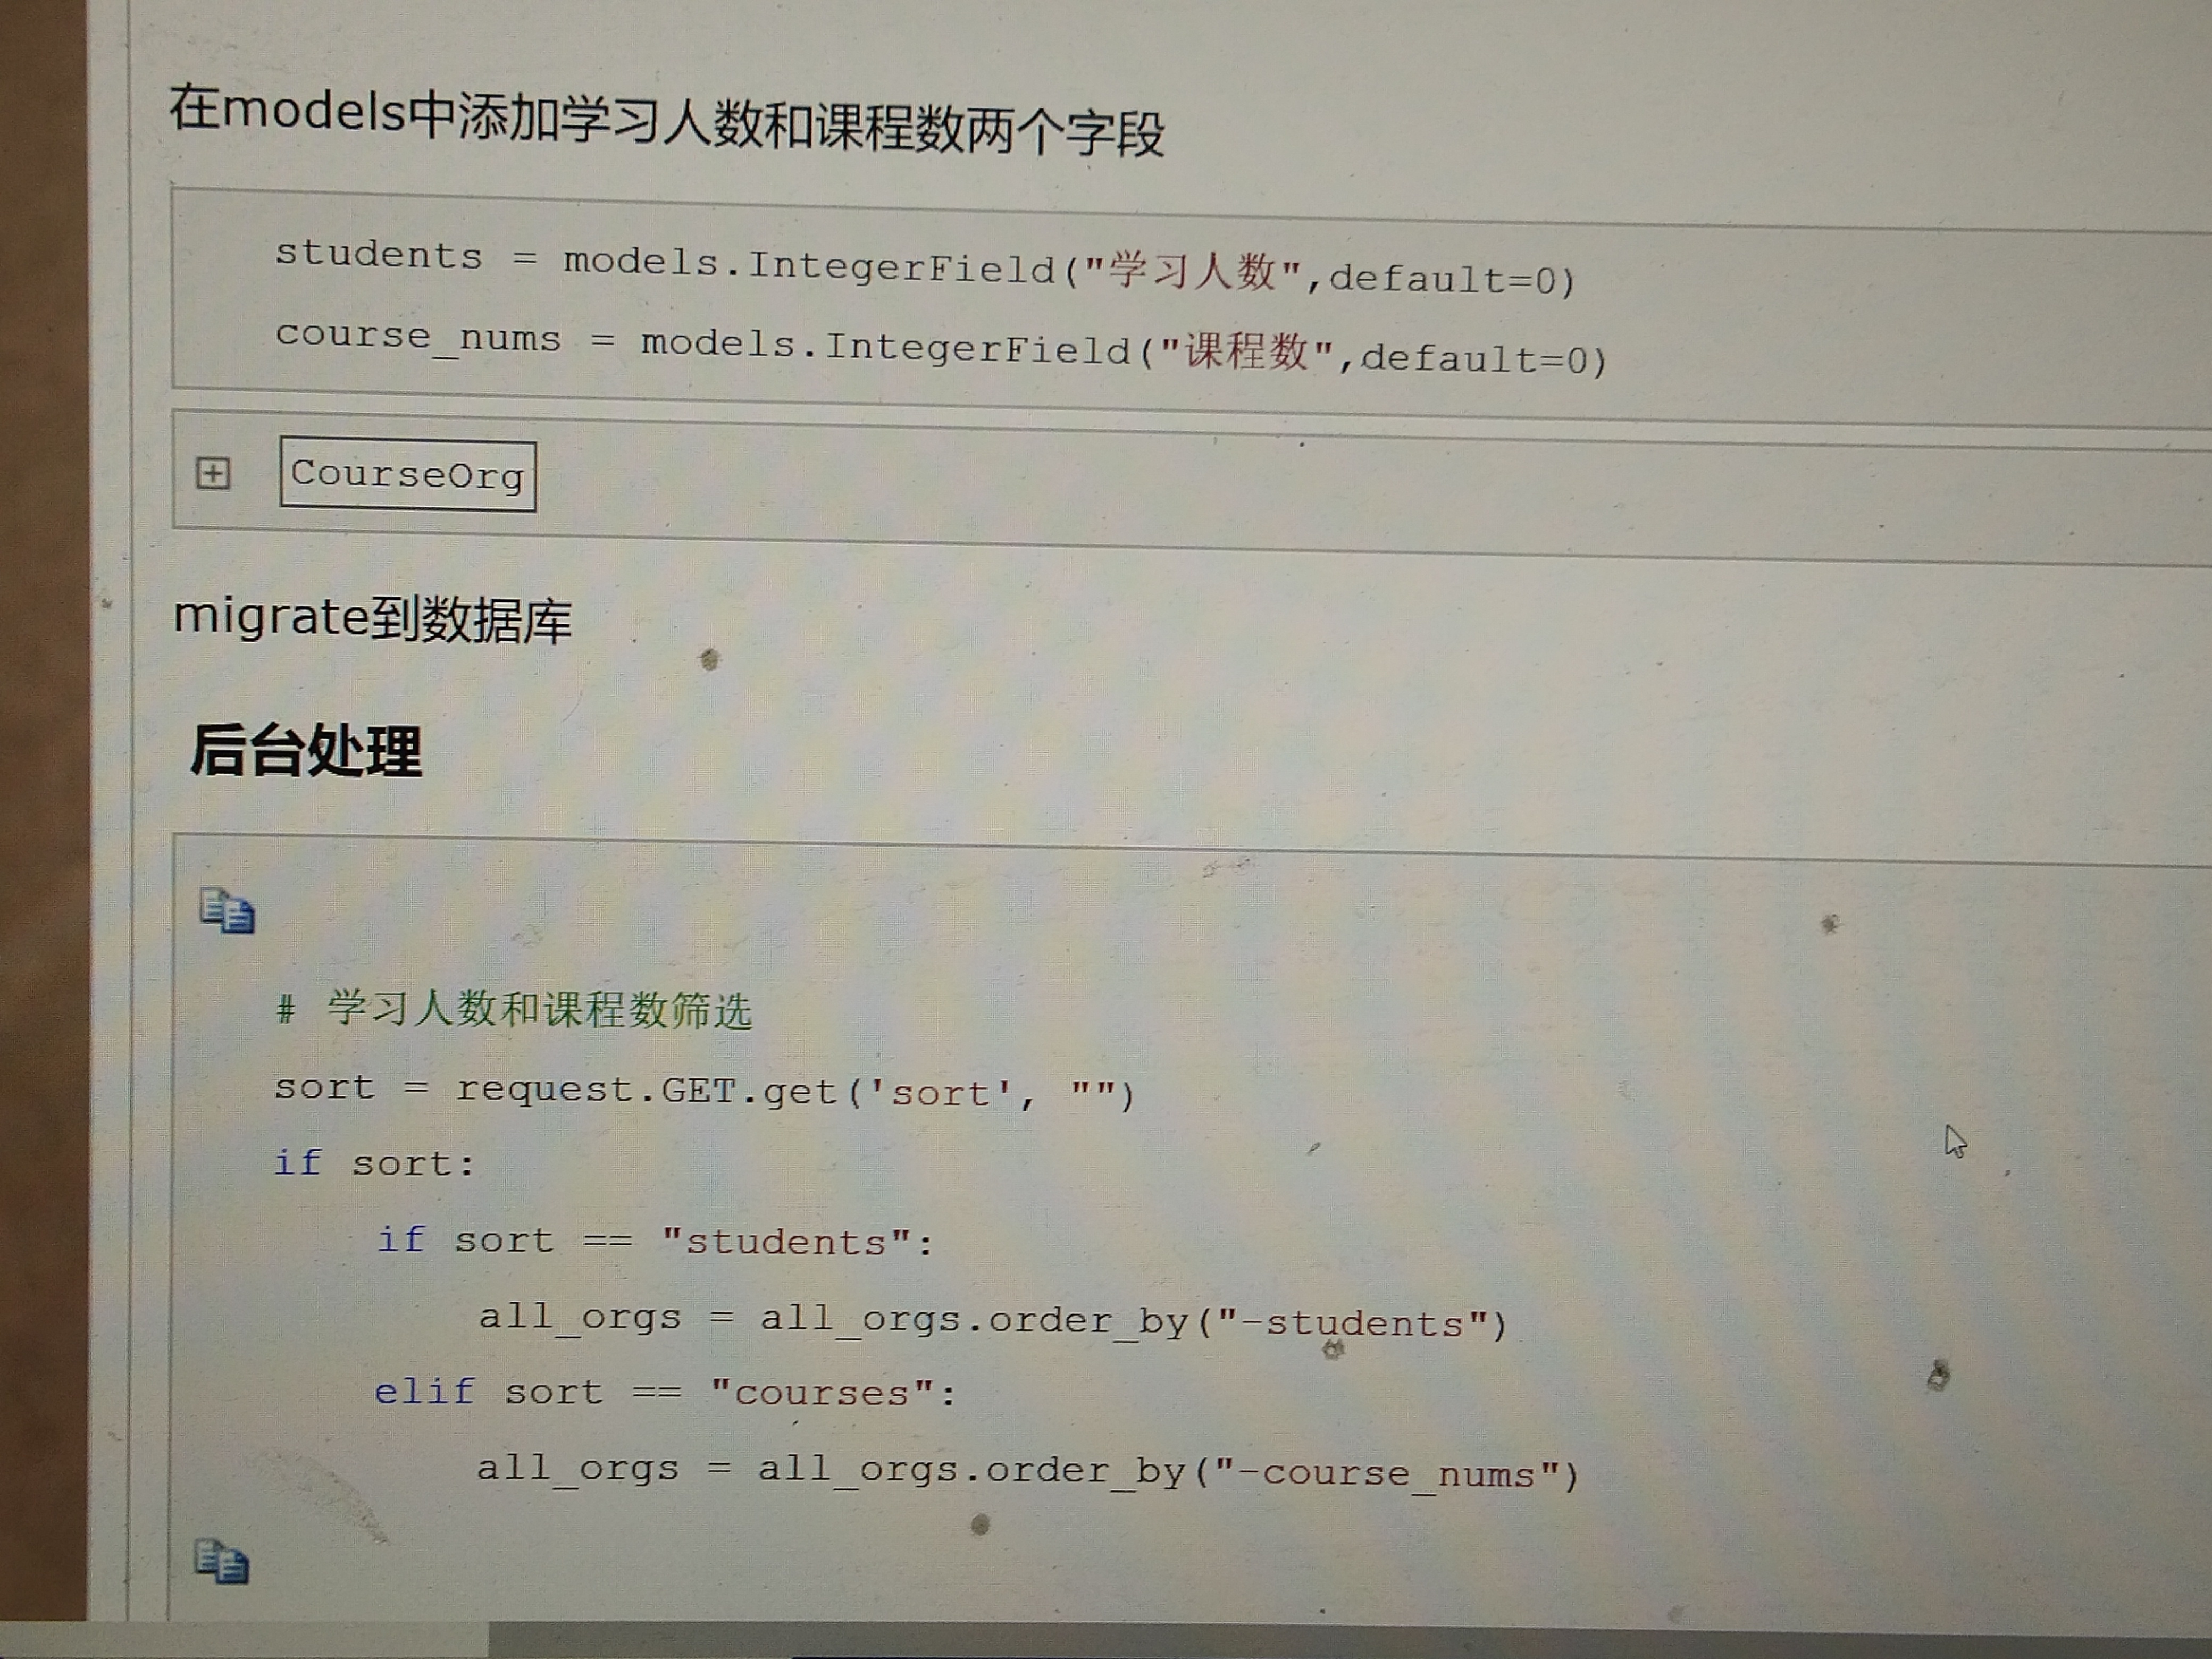 在models中添加学习人数和课程数两个字段
students = models.IntegerField("学习人数",default=0)
course_nums = models.IntegerField("课程数",default=0)
CourseOrg
migrate到数据库
后台处理
# 学习人数和课程数筛选
sort = request.GET.get('sort', "")
if sort:
    if sort == "students":
        all_orgs = all_orgs.order_by("-students")
    elif sort == "courses":
        all_orgs = all_orgs.order_by("-course_nums")